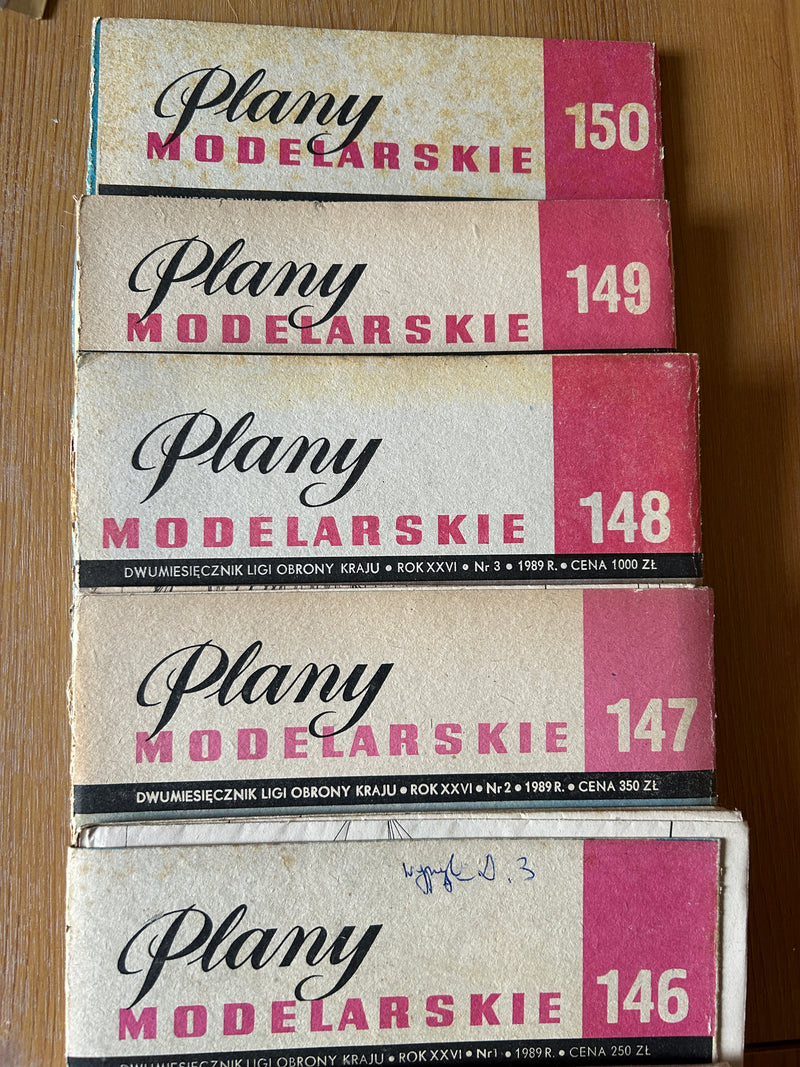 Plany
MODELARSKIE
150
Plany
MODELARSKIE
149
Plany
MODELARSKIE
148
DWUMIESIĘCZNIK LIGI OBRONY KRAJU • ROK XXVI • Nr 3 • 1989 R. • CENA 1000 ZŁ
Plany
MODELARSKIE
147
DWUMIESIĘCZNIK LIGI OBRONY KRAJU • ROK XXVI • Nr 2 • 1989 R. • CENA 350 ZŁ
Plany
MODELARSKIE
146
DWUMIESIĘCZNIK LIGI OBRONY KRAJU • ROK XXVI • Nr 1 • 1989 R. • CENA 250 ZŁ